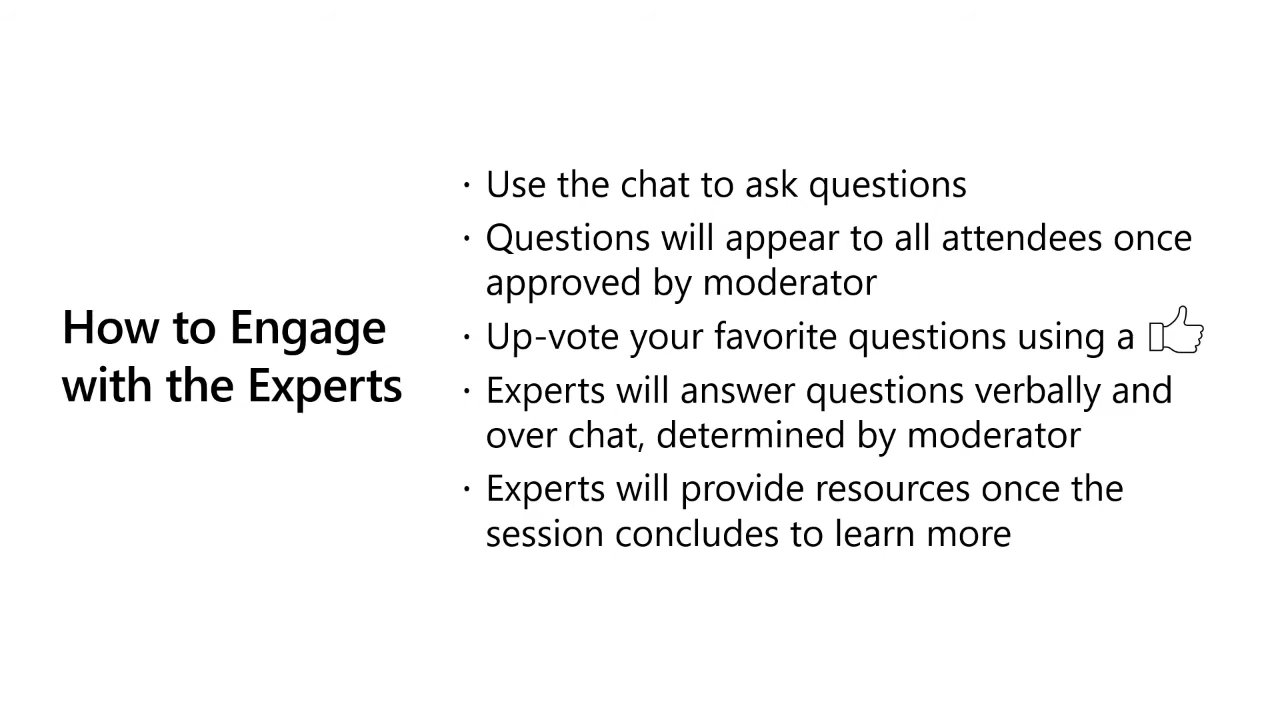 How to Engage
with the Experts
· Use the chat to ask questions
· Questions will appear to all attendees once
approved by moderator
· Up-vote your favorite questions using a
· Experts will answer questions verbally and
over chat, determined by moderator
· Experts will provide resources once the
session concludes to learn more